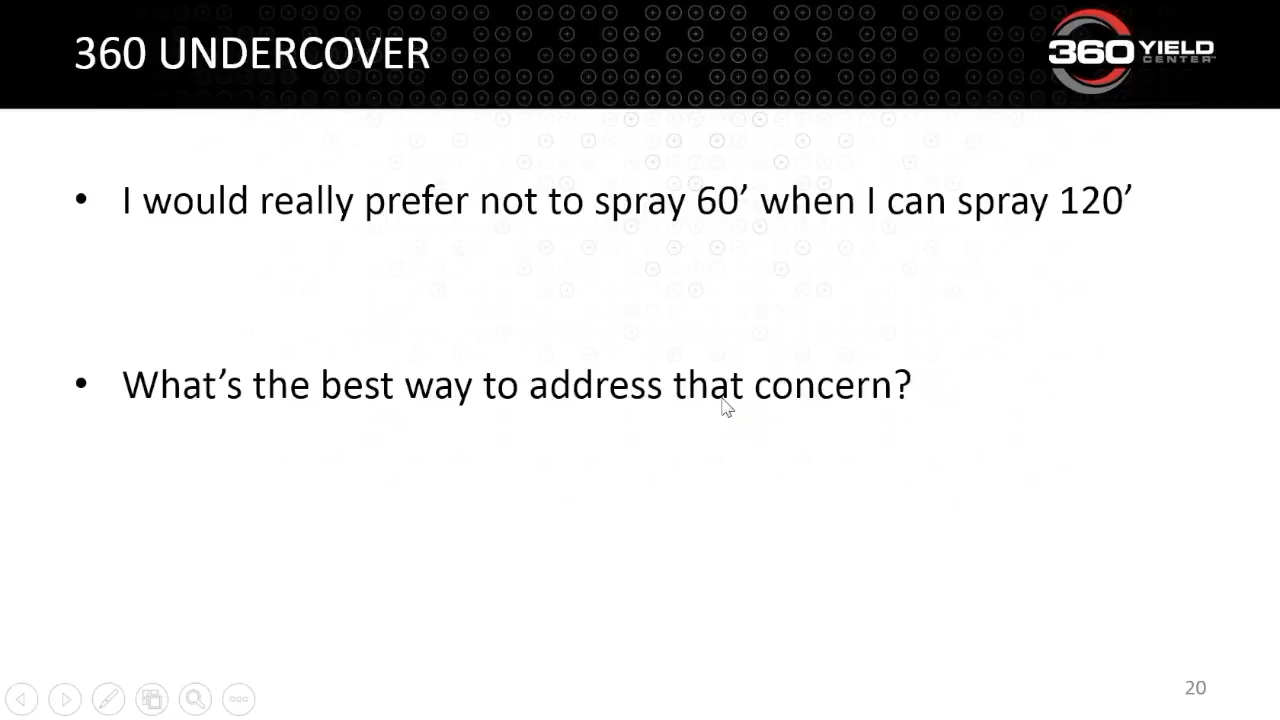 360 UNDERCOVER
360 YIELD
CENTER
• I would really prefer not to spray 60’ when I can spray 120’
• What’s the best way to address that concern?
20